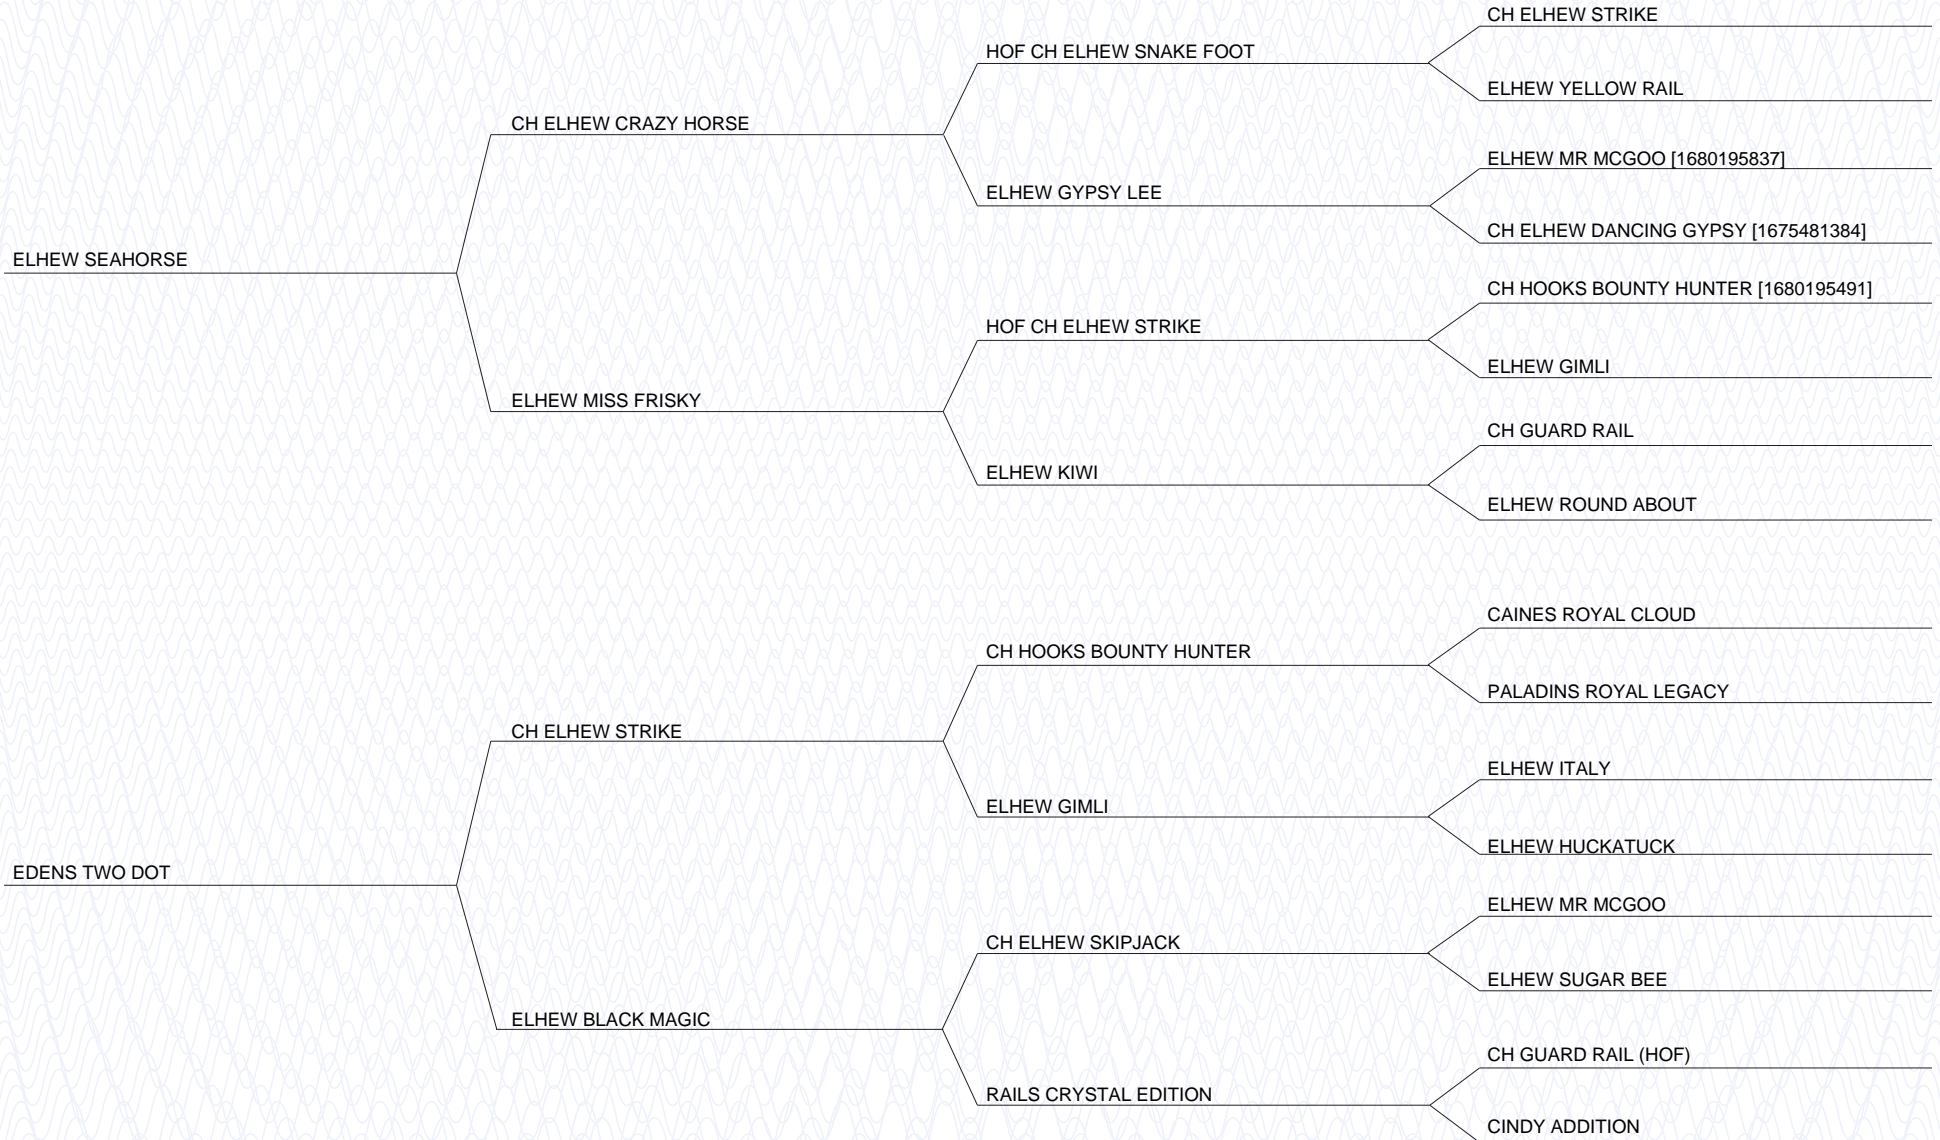 CH ELHEW STRIKE
HOF CH ELHEW SNAKE FOOT
ELHEW YELLOW RAIL
CH ELHEW CRAZY HORSE
ELHEW MR MCGOO [1680195837]
ELHEW GYPSY LEE
CH ELHEW DANCING GYPSY [1675481384]
ELHEW SEAHORSE
CH HOOKS BOUNTY HUNTER [1680195491]
HOF CH ELHEW STRIKE
ELHEW GIMLI
ELHEW MISS FRISKY
CH GUARD RAIL
ELHEW KIWI
ELHEW ROUND ABOUT
CAINES ROYAL CLOUD
CH HOOKS BOUNTY HUNTER
PALADINS ROYAL LEGACY
CH ELHEW STRIKE
ELHEW ITALY
ELHEW GIMLI
ELHEW HUCKATUCK
EDENS TWO DOT
ELHEW MR MCGOO
CH ELHEW SKIPJACK
ELHEW SUGAR BEE
ELHEW BLACK MAGIC
CH GUARD RAIL (HOF)
RAILS CRYSTAL EDITION
CINDY ADDITION